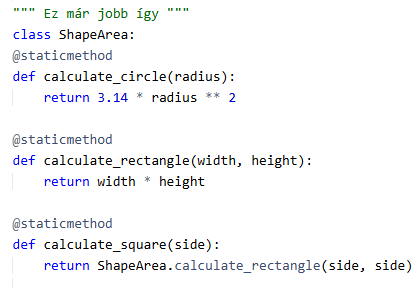 """ Ez már jobb így """
class ShapeArea:
@staticmethod
def calculate_circle(radius):
    return 3.14 * radius ** 2

@staticmethod
def calculate_rectangle(width, height):
    return width * height

@staticmethod
def calculate_square(side):
    return ShapeArea.calculate_rectangle(side, side)